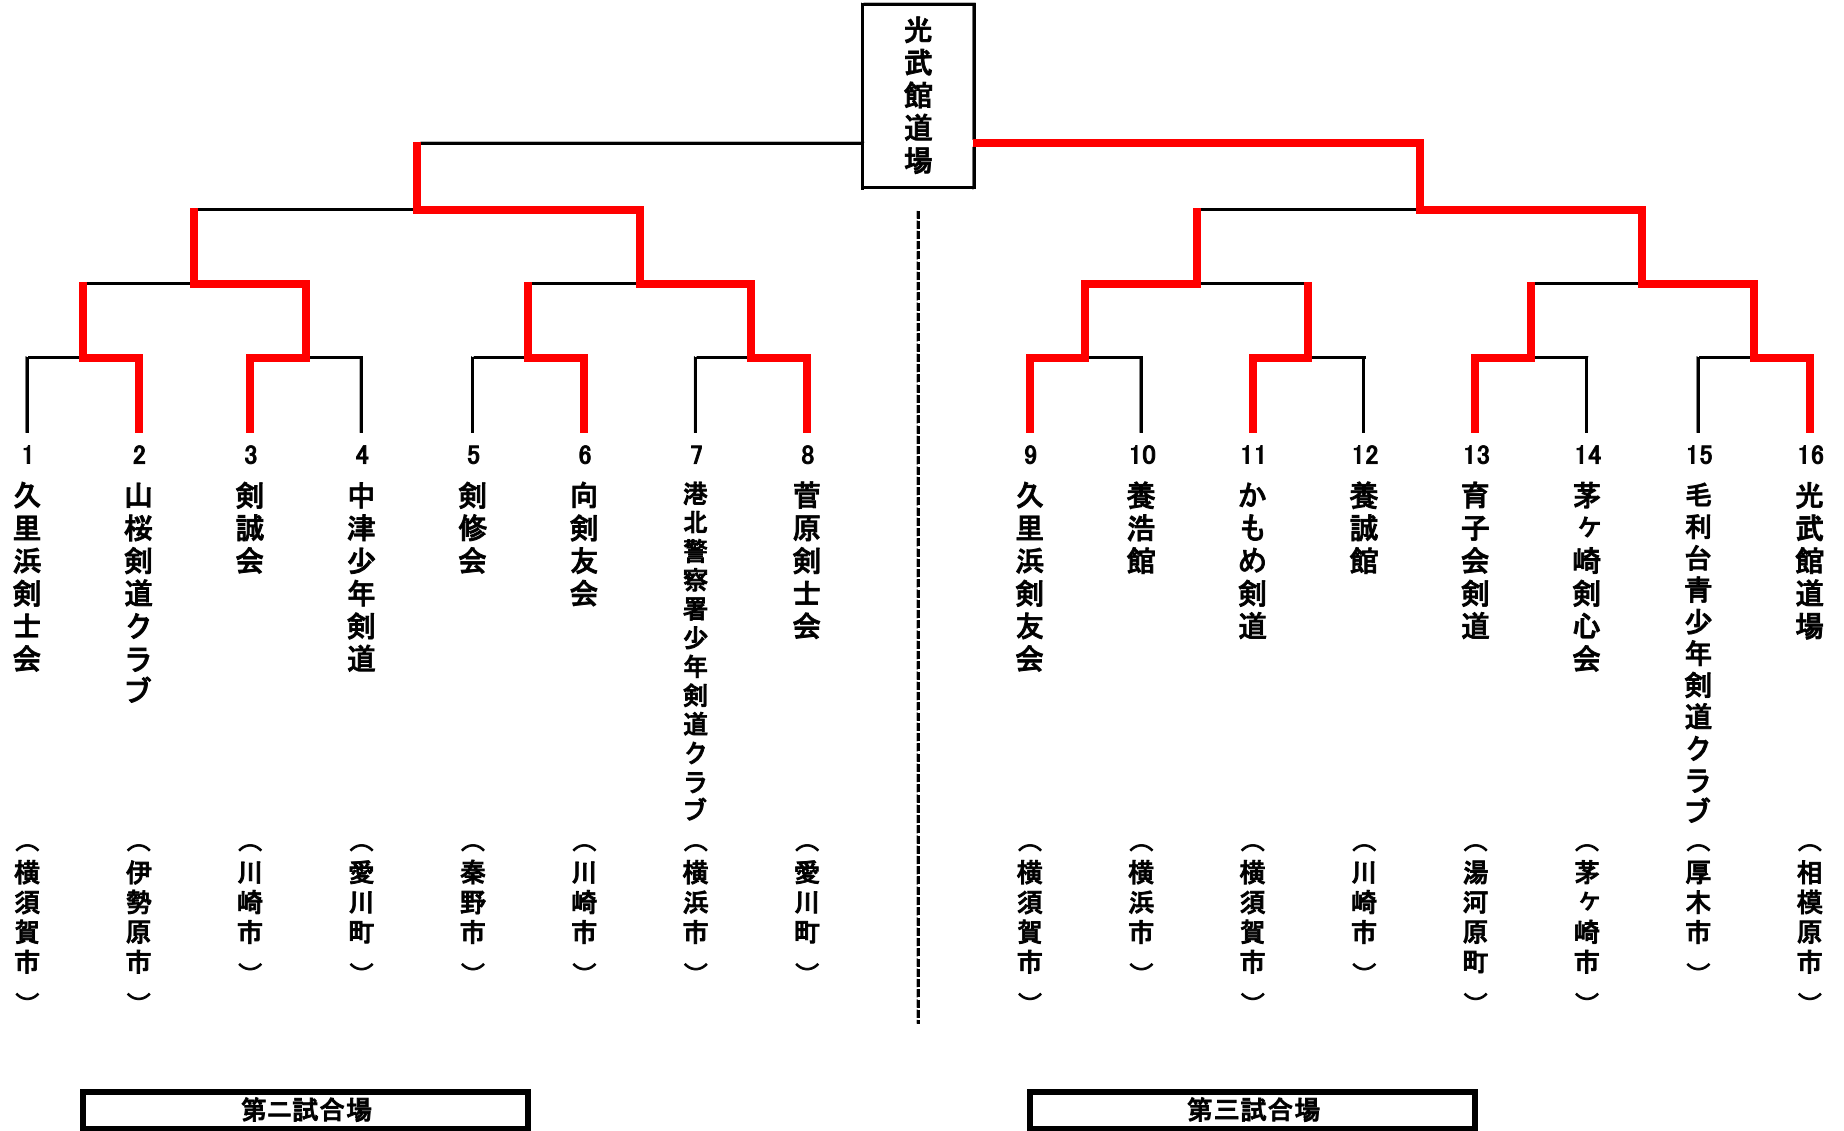 光武館道場
1
2
3
4
5
6
7
8
9
10
11
12
13
14
15
16
久里浜剣士会
山桜剣道クラブ
剣誠会
中津少年剣道
剣修会
向剣友会
港北警察署少年剣道クラブ
菅原剣士会
久里浜剣友会
養浩館
かもめ剣道
養誠館
育子会剣道
茅ヶ崎剣心会
毛利台青少年剣道クラブ
光武館道場
（横須賀市）
（伊勢原市）
（川崎市）
（愛川町）
（秦野市）
（川崎市）
（横浜市）
（愛川町）
（横須賀市）
（横浜市）
（横須賀市）
（川崎市）
（湯河原町）
（茅ヶ崎市）
（厚木市）
（相模原市）
第二試合場
第三試合場